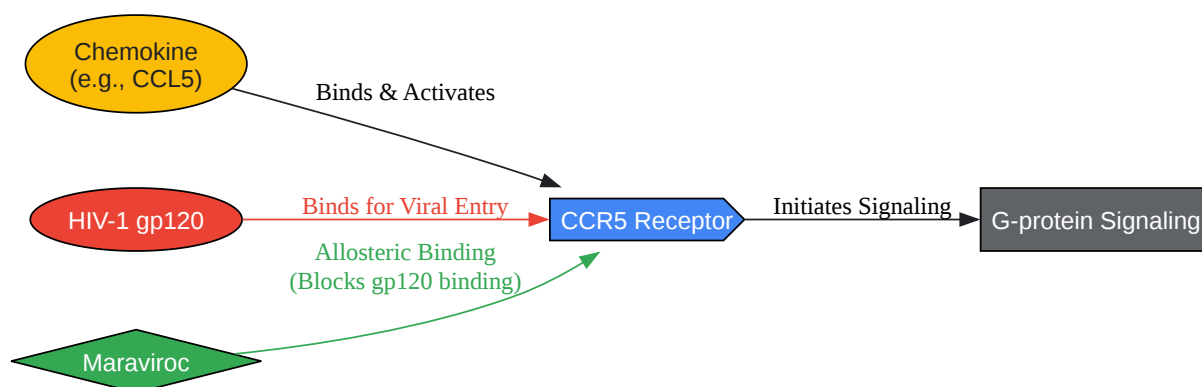 Chemokine
(e.g., CCL5)
Binds & Activates
HIV-1 gp120
Binds for Viral Entry
CCR5 Receptor
Initiates Signaling
G-protein Signaling
Allosteric Binding
(Blocks gp120 binding)
Maraviroc